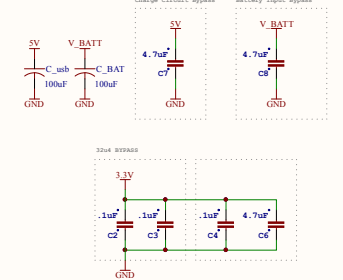 Charge Circuit Bypass
Battery Input Bypass
5V
V_BATT
5V
V_BATT
C_usb
100uF
C_BAT
100uF
4.7uF
C7
4.7uF
C8
GND
GND
GND
GND
32u4 BYPASS
3.3V
.1uF
.1uF
.1uF
4.7uF
C2
C3
C4
C6
GND